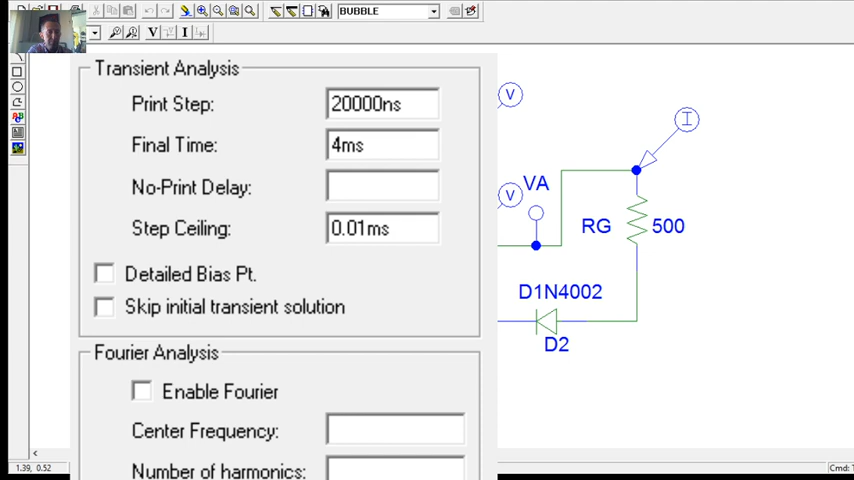 BUBBLE
V I
Transient Analysis
Print Step: 20000ns
Final Time: 4ms
No-Print Delay:
Step Ceiling: 0.01ms
Detailed Bias Pt.
Skip initial transient solution
Fourier Analysis
Enable Fourier
Center Frequency:
Number of harmonics:
V
I
V
VA
RG
500
D1N4002
D2
1.39, 0.52
Cmd: